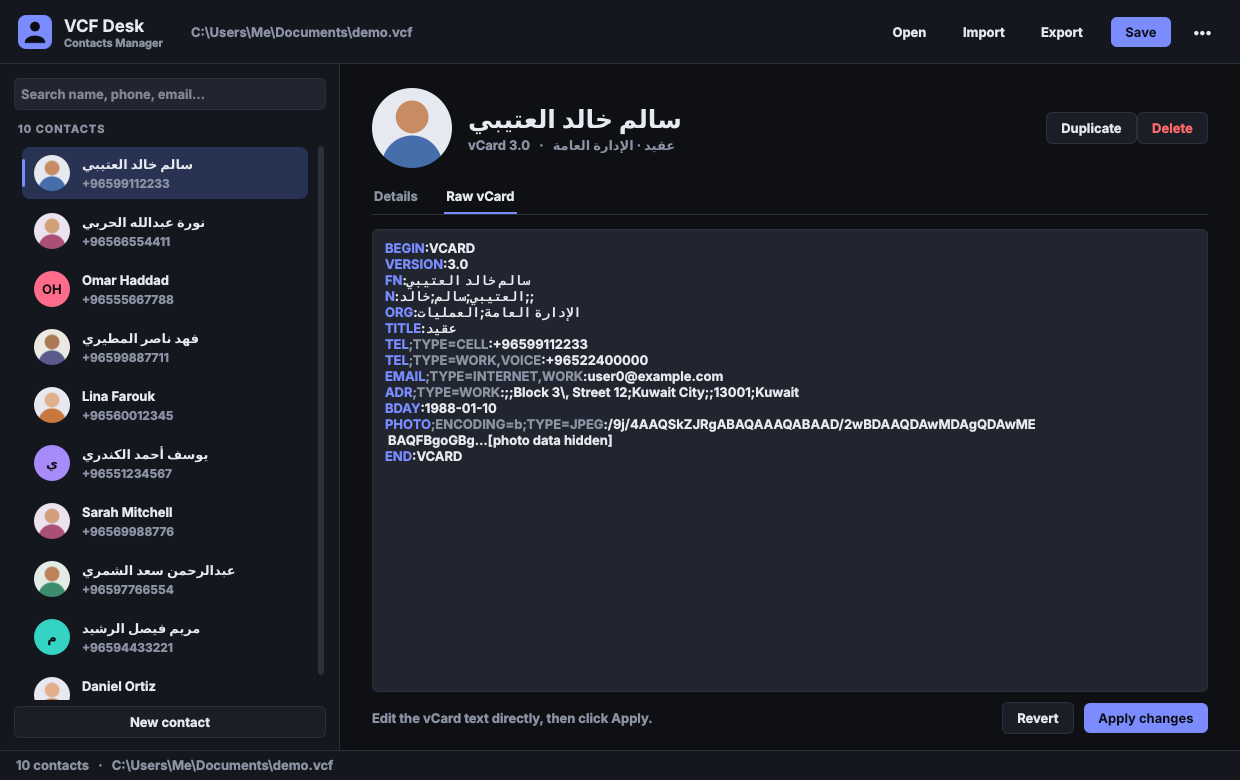 VCF Desk
Contacts Manager
C:\Users\Me\Documents\demo.vcf
Open
Import
Export
Save
•••
Search name, phone, email...
10 CONTACTS
سالم خالد العتيبي
+96599112233
نورة عبدالله الحربي
+96566554411
OH
Omar Haddad
+96555667788
فهد ناصر المطيري
+96599887711
Lina Farouk
+96560012345
ي
يوسف أحمد الكندري
+96551234567
Sarah Mitchell
+96569988776
عبدالرحمن سعد الشمري
+96597766554
م
مريم فيصل الرشيد
+96594433221
Daniel Ortiz
New contact
سالم خالد العتيبي
vCard 3.0 · عقيد · الإدارة العامة
Duplicate
Delete
Details
Raw vCard
BEGIN:VCARD
VERSION:3.0
FN:سالم خالد العتيبي
N:العتيبي;سالم;خالد;;
ORG:الإدارة العامة;العمليات
TITLE:عقيد
TEL;TYPE=CELL:+96599112233
TEL;TYPE=WORK,VOICE:+96522400000
EMAIL;TYPE=INTERNET,WORK:user0@example.com
ADR;TYPE=WORK:;;Block 3\, Street 12;Kuwait City;;13001;Kuwait
BDAY:1988-01-10
PHOTO;ENCODING=b;TYPE=JPEG:/9j/4AAQSkZJRgABAQAAAQABAAD/2wBDAAQDAwMDAgQDAwME
BAQFBgoGBg...[photo data hidden]
END:VCARD
Edit the vCard text directly, then click Apply.
Revert
Apply changes
10 contacts · C:\Users\Me\Documents\demo.vcf